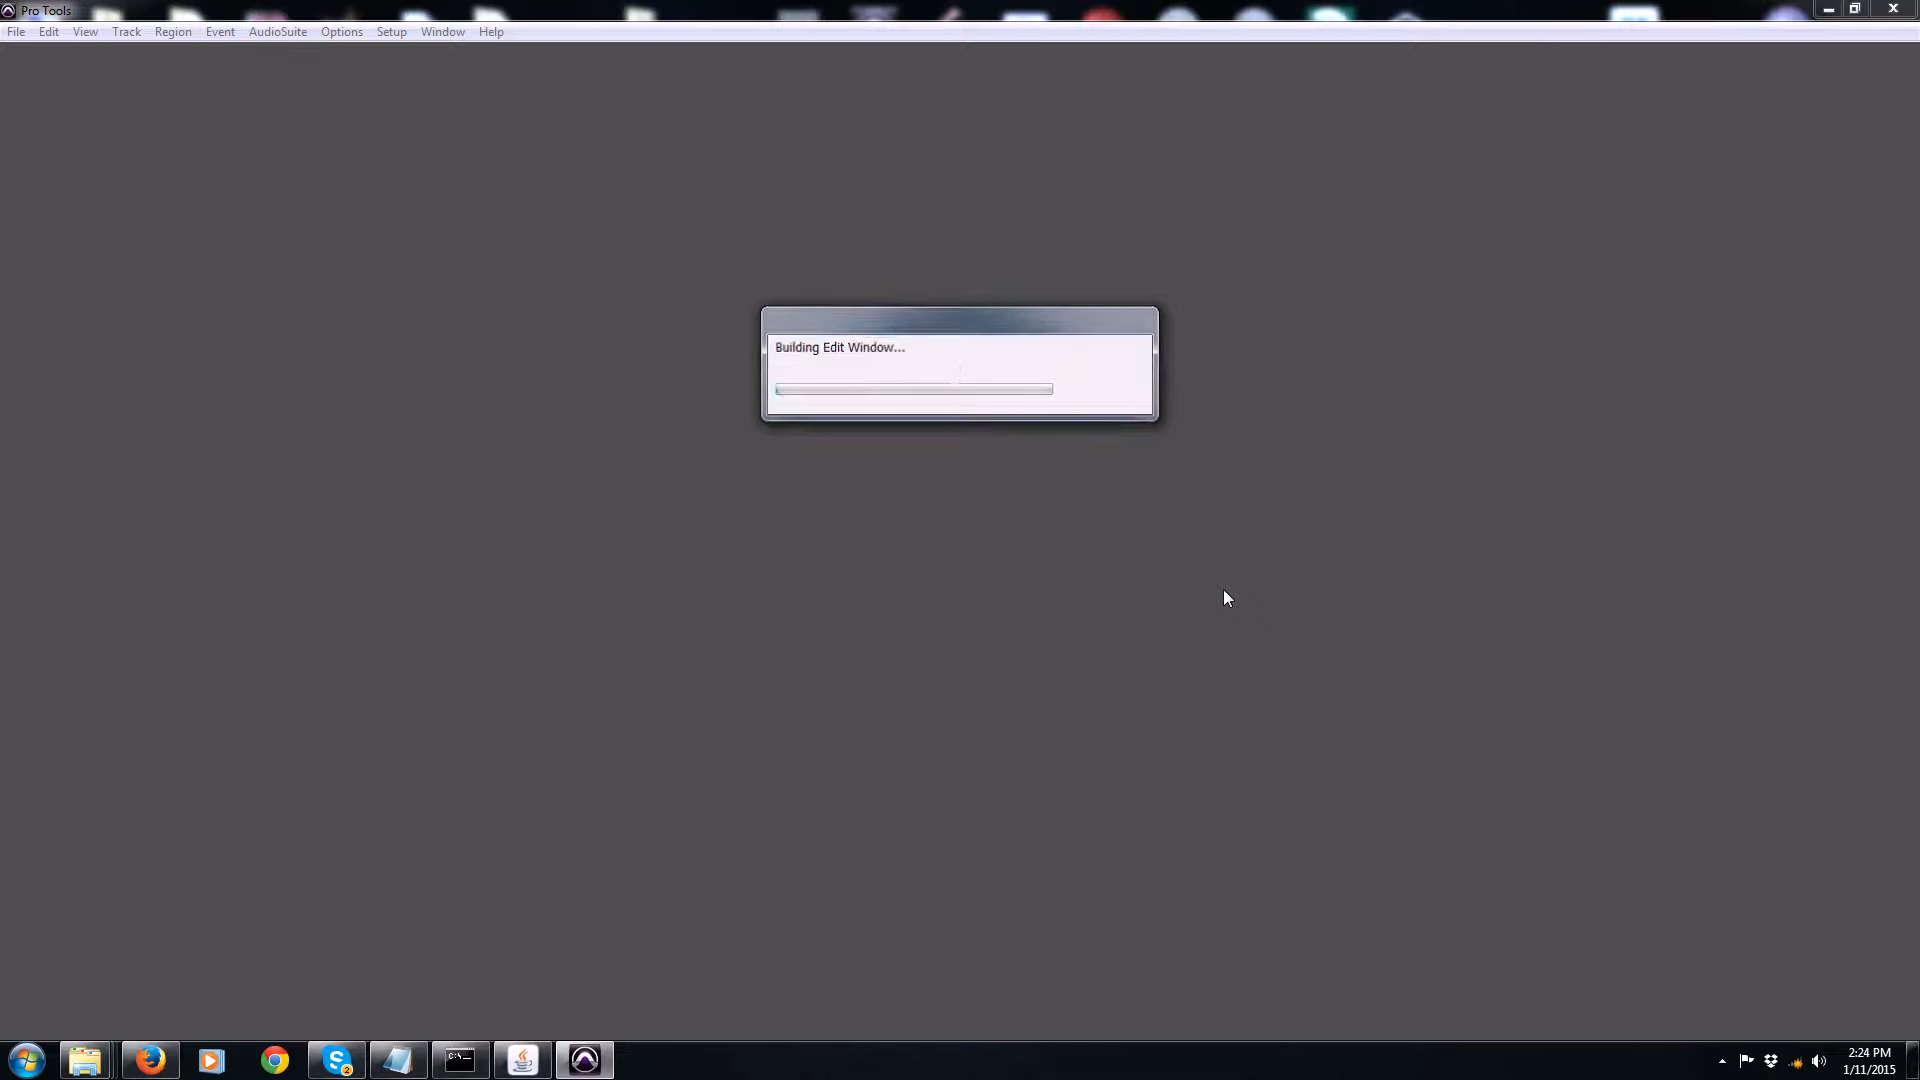 Pro Tools
File Edit View Track Region Event AudioSuite Options Setup Window Help
Building Edit Window...
C:\...
2
2:24 PM
1/11/2015